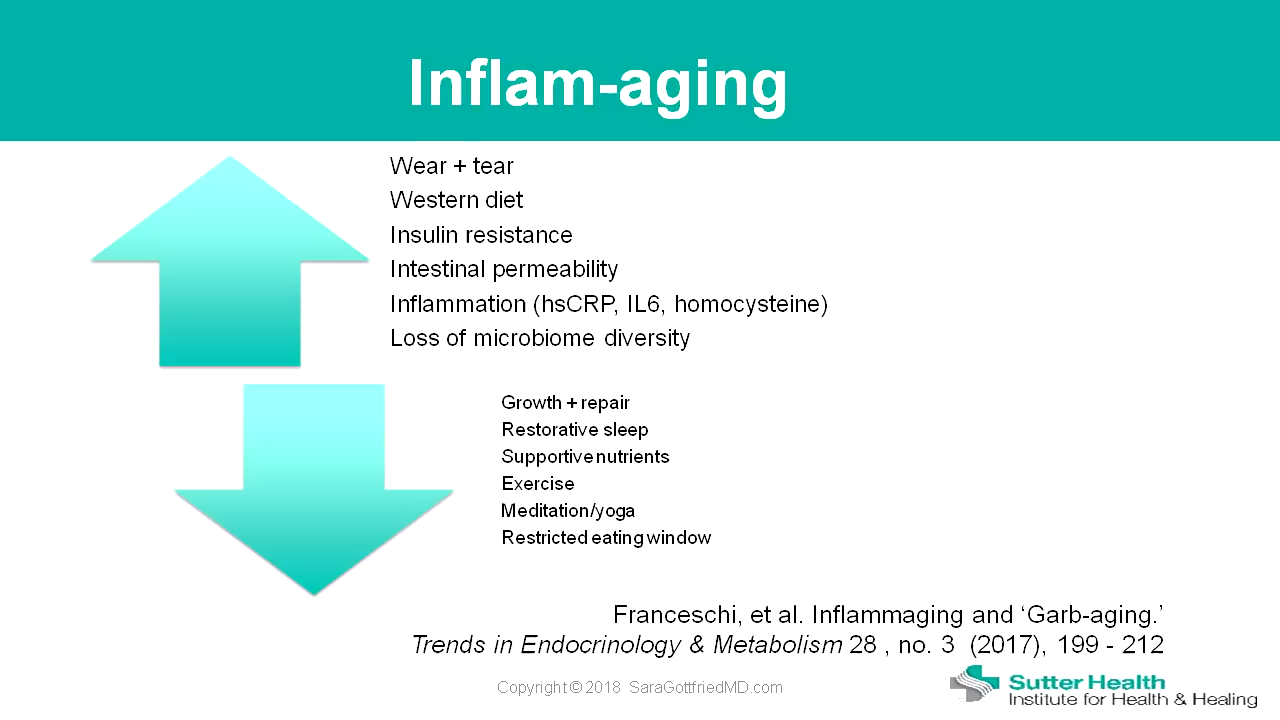 Inflam-aging
Wear + tear
Western diet
Insulin resistance
Intestinal permeability
Inflammation (hsCRP, IL6, homocysteine)
Loss of microbiome diversity
Growth + repair
Restorative sleep
Supportive nutrients
Exercise
Meditation/yoga
Restricted eating window
Franceschi, et al. Inflammaging and ‘Garb-aging.’
Trends in Endocrinology & Metabolism 28 , no. 3 (2017), 199 - 212
Copyright © 2018 SaraGottfriedMD.com
Sutter Health
Institute for Health & Healing